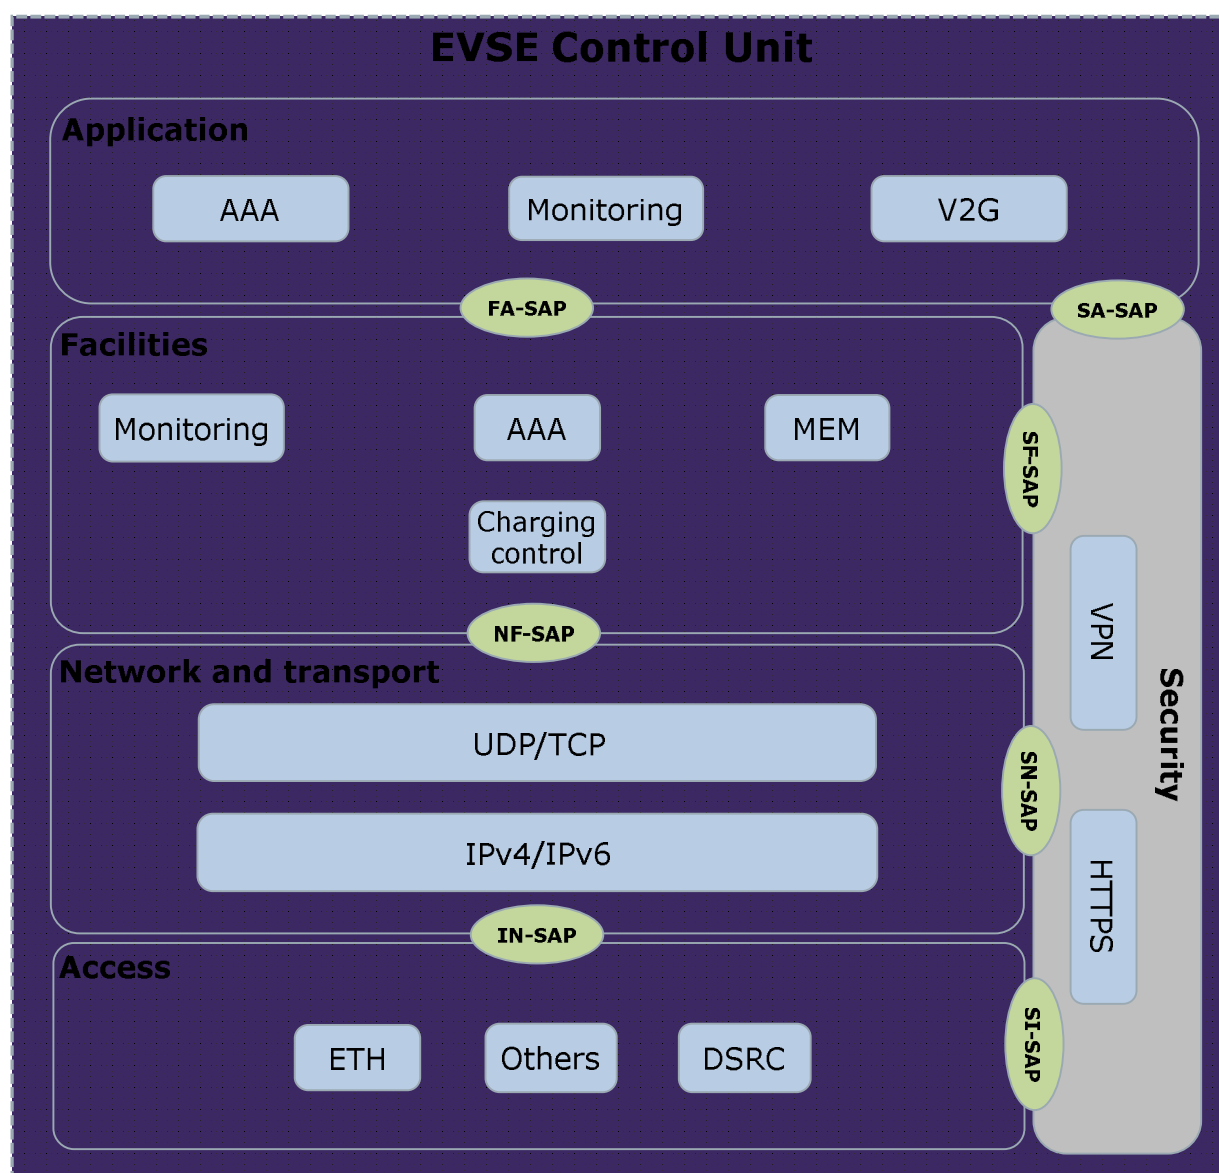 EVSE Control Unit
Application
AAA
Monitoring
V2G
FA-SAP
SA-SAP
Facilities
Monitoring
AAA
MEM
SF-SAP
Charging
control
VPN
NF-SAP
Network and transport
Security
UDP/TCP
SN-SAP
IPv4/IPv6
HTTPS
IN-SAP
Access
SI-SAP
ETH
Others
DSRC